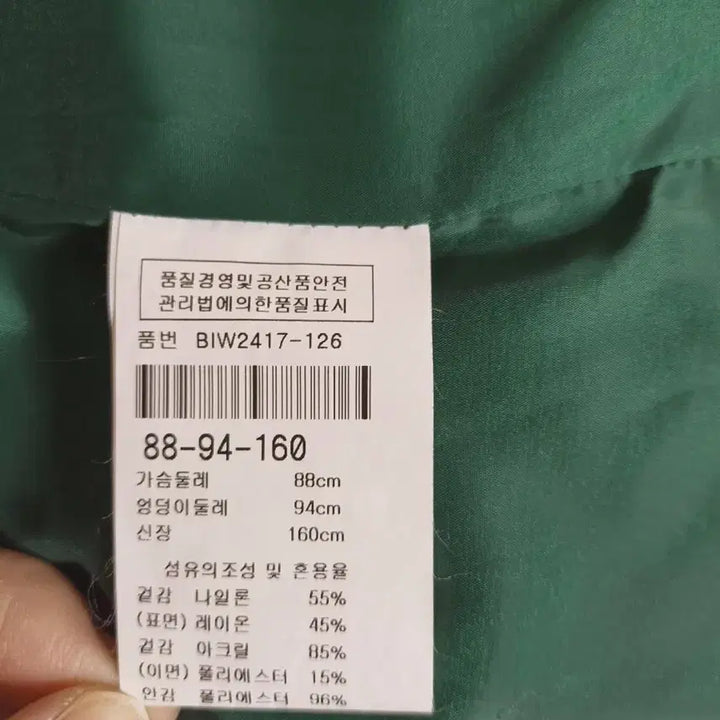 품질경영및공산품안전
관리법에의한품질표시
품번 BIW2417-126
88-94-160
가슴둘레 88cm
엉덩이둘레 94cm
신장 160cm
섬유의조성 및 혼용율
겉감 나일론 55%
(표면) 레이온 45%
겉감 아크릴 85%
(이면) 폴리에스터 15%
안감 폴리에스터 96%